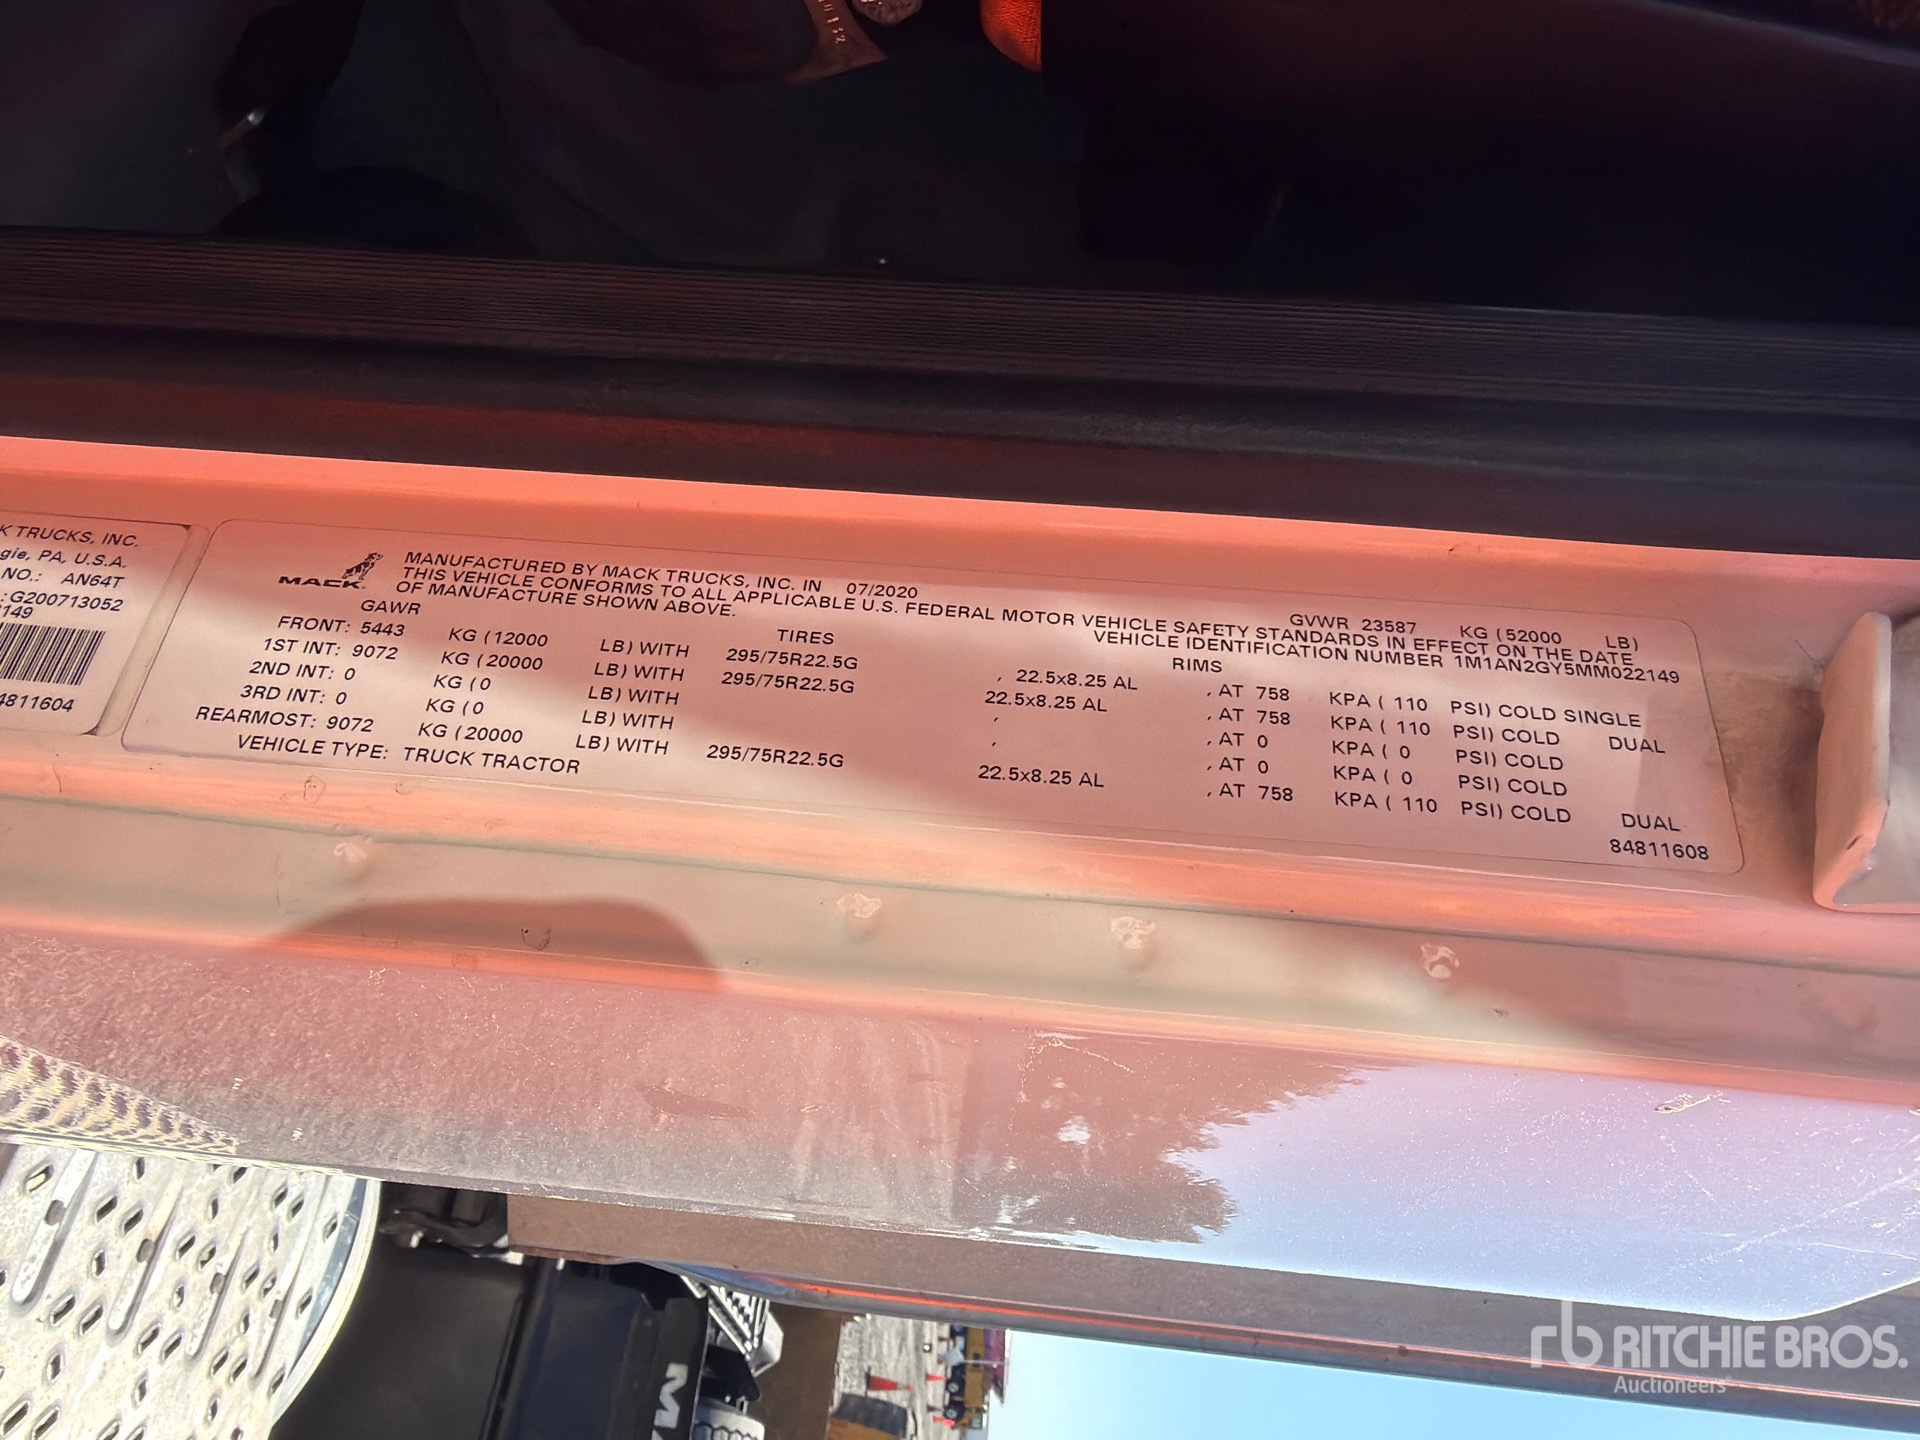 K TRUCKS, INC.
gie, PA, U.S.A.
NO.: AN64T
:G200713052
2149
4811604
MACK
MANUFACTURED BY MACK TRUCKS, INC. IN 07/2020 GVWR 23587 KG (52000 LB)
THIS VEHICLE CONFORMS TO ALL APPLICABLE U.S. FEDERAL MOTOR VEHICLE SAFETY STANDARDS IN EFFECT ON THE DATE
OF MANUFACTURE SHOWN ABOVE. VEHICLE IDENTIFICATION NUMBER 1M1AN2GY5MM022149
GAWR TIRES RIMS
FRONT: 5443 KG (12000 LB) WITH 295/75R22.5G , 22.5x8.25 AL , AT 758 KPA ( 110 PSI) COLD SINGLE
1ST INT: 9072 KG (20000 LB) WITH 295/75R22.5G 22.5x8.25 AL , AT 758 KPA ( 110 PSI) COLD DUAL
2ND INT: 0 KG (0 LB) WITH , , AT 0 KPA ( 0 PSI) COLD
3RD INT: 0 KG (0 LB) WITH , , AT 0 KPA ( 0 PSI) COLD
REARMOST: 9072 KG (20000 LB) WITH 295/75R22.5G 22.5x8.25 AL , AT 758 KPA ( 110 PSI) COLD DUAL
VEHICLE TYPE: TRUCK TRACTOR 84811608
MA
rb RITCHIE BROS.
Auctioneers